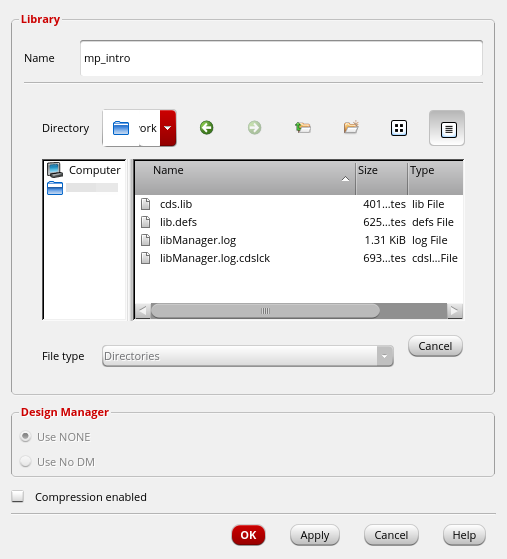 Library
Name mp_intro
Directory ork
Computer
Name Size Type
cds.lib 401...tes lib File
lib.defs 625...tes defs File
libManager.log 1.31 KiB log File
libManager.log.cdslck 693...tes cdsl...File
Cancel
File type Directories
Design Manager
Use NONE
Use No DM
Compression enabled
OK Apply Cancel Help